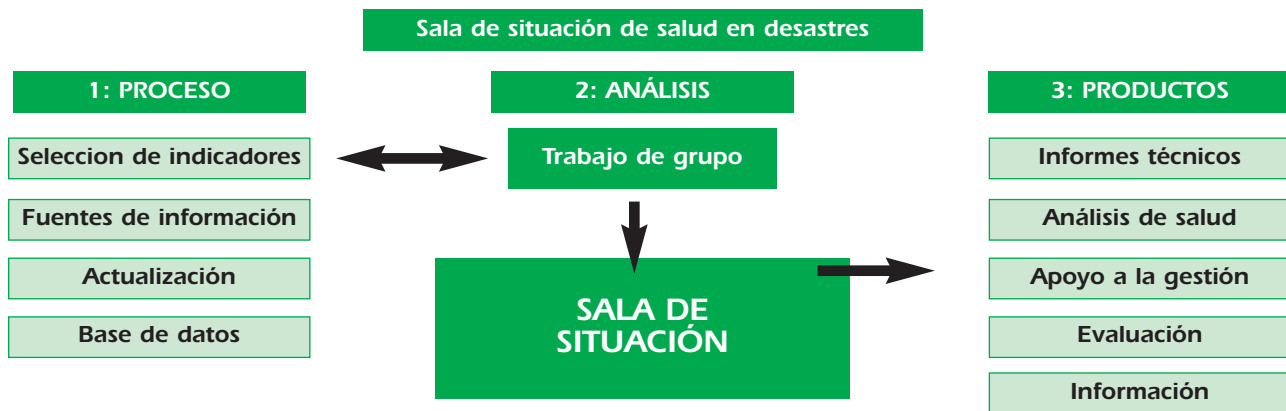 Sala de situación de salud en desastres
1: PROCESO
Seleccion de indicadores
Fuentes de información
Actualización
Base de datos
2: ANÁLISIS
Trabajo de grupo
SALA DE
SITUACIÓN
3: PRODUCTOS
Informes técnicos
Análisis de salud
Apoyo a la gestión
Evaluación
Información